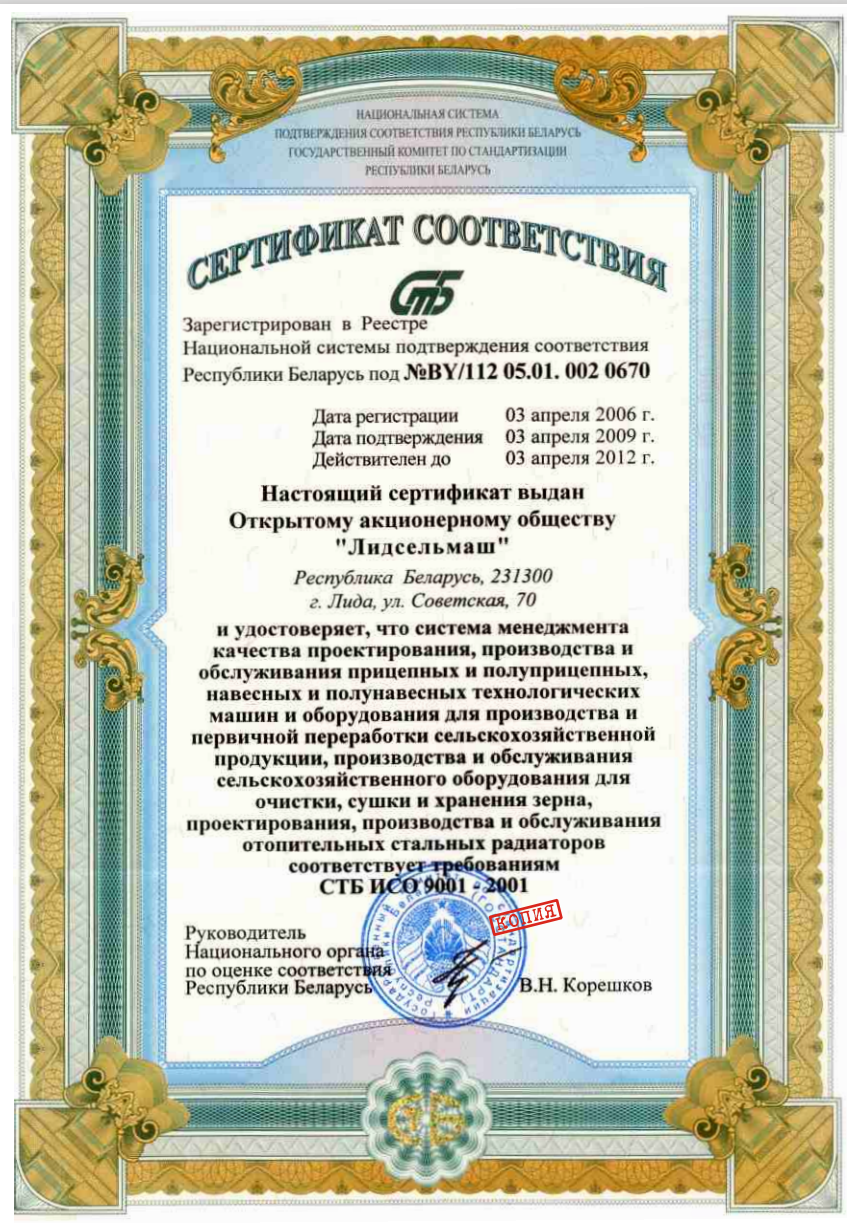 НАЦИОНАЛЬНАЯ СИСТЕМА
ПОДТВЕРЖДЕНИЯ СООТВЕТСТВИЯ РЕСПУБЛИКИ БЕЛАРУСЬ
ГОСУДАРСТВЕННЫЙ КОМИТЕТ ПО СТАНДАРТИЗАЦИИ
РЕСПУБЛИКИ БЕЛАРУСЬ
СЕРТИФИКАТ СООТВЕТСТВИЯ
СТБ
Зарегистрирован в Реестре
Национальной системы подтверждения соответствия
Республики Беларусь под №BY/112 05.01. 002 0670
Дата регистрации 03 апреля 2006 г.
Дата подтверждения 03 апреля 2009 г.
Действителен до 03 апреля 2012 г.
Настоящий сертификат выдан
Открытому акционерному обществу
"Лидсельмаш"
Республика Беларусь, 231300
г. Лида, ул. Советская, 70
и удостоверяет, что система менеджмента
качества проектирования, производства и
обслуживания прицепных и полуприцепных,
навесных и полунавесных технологических
машин и оборудования для производства и
первичной переработки сельскохозяйственной
продукции, производства и обслуживания
сельскохозяйственного оборудования для
очистки, сушки и хранения зерна,
проектирования, производства и обслуживания
отопительных стальных радиаторов
соответствует требованиям
СТБ ИСО 9001 - 2001
КОПИЯ
Руководитель
Национального органа
по оценке соответствия
Республики Беларусь
В.Н. Корешков